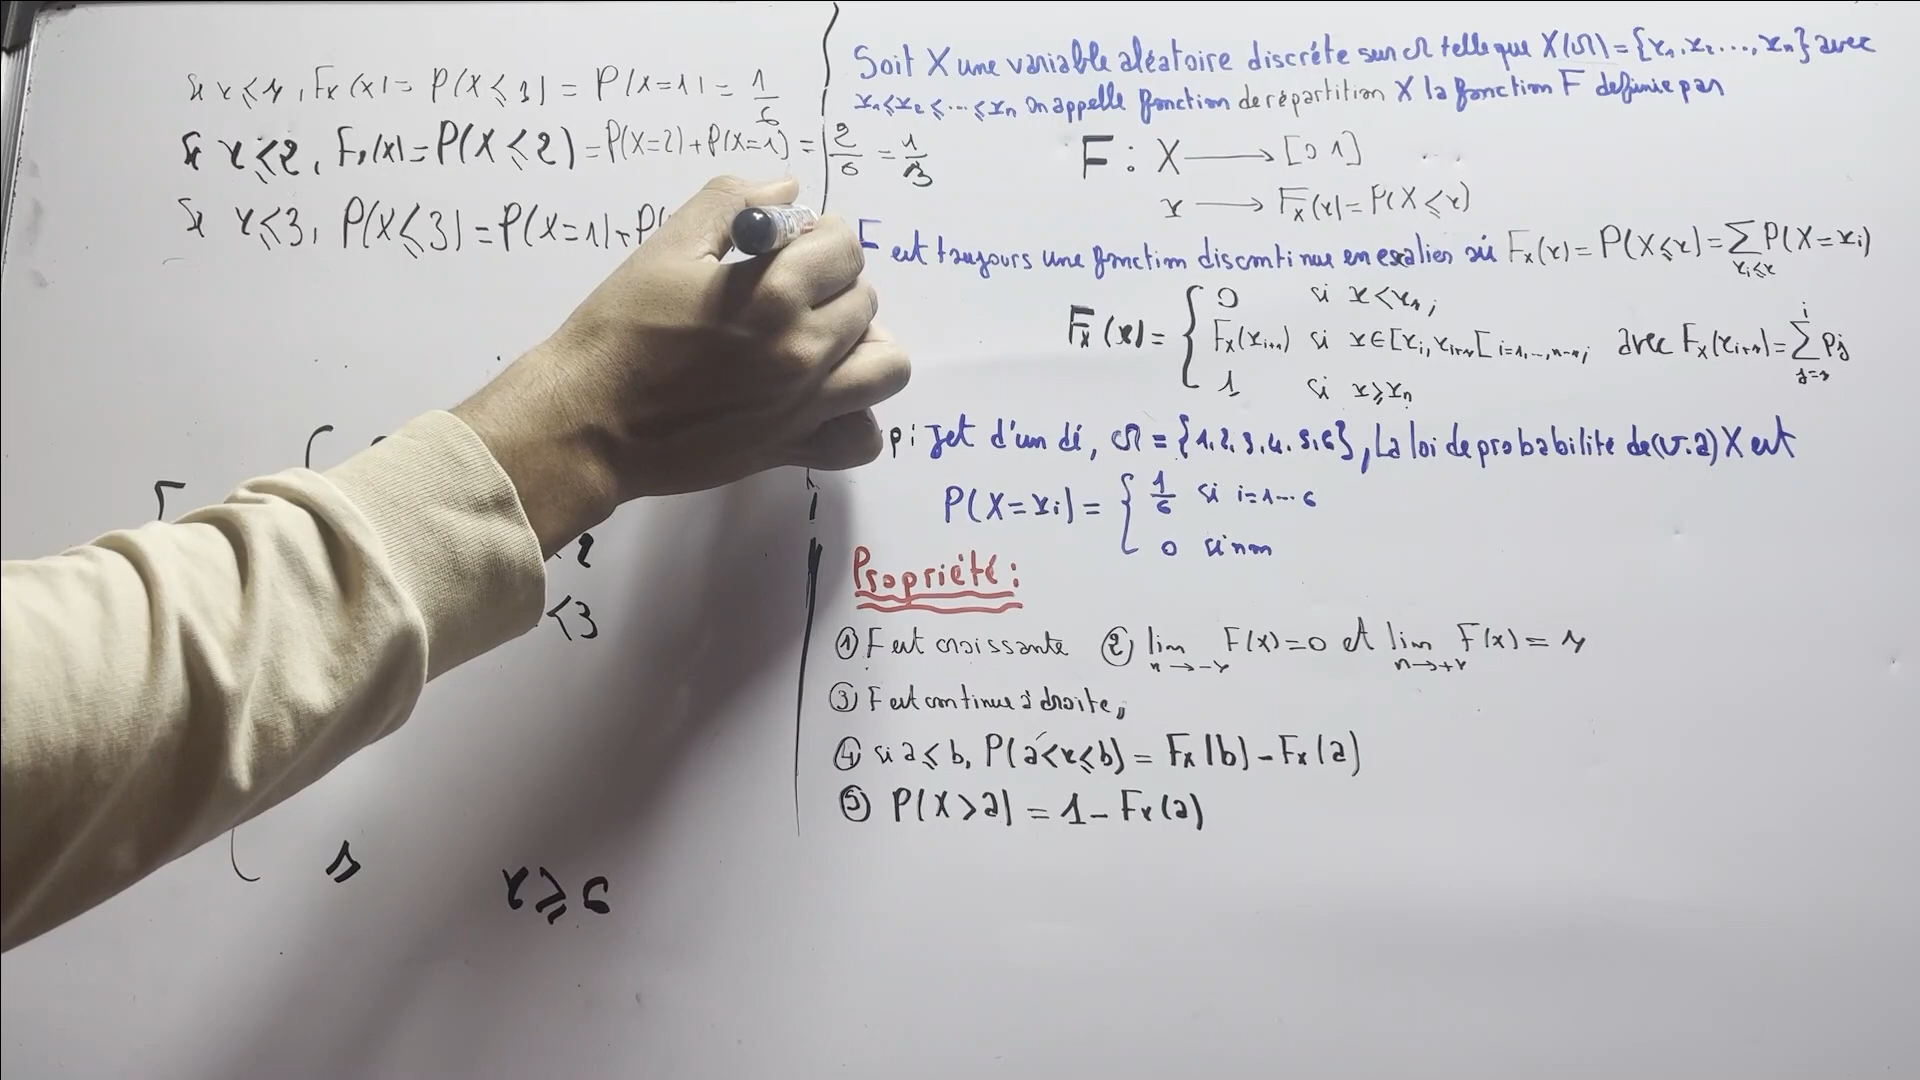 Si x⩽1, Fx(x)= P(X⩽1) = P(X=1) = 1/6
Si x⩽2, Fx(x)=P(X⩽2)=P(X=2)+P(X=1)=2/6=1/3
Si x⩽3, P(X⩽3)=P(X=1)+P(
2
<3
1
x⩾6
Soit X une variable aléatoire discrète sur Ω telle que X(Ω)={x1,x2...,xn} avec
x1⩽x2⩽...⩽xn On appelle fonction de répartition X la fonction F definie par
F : X ⟶ [0 1]
x ⟶ Fx(x)=P(X⩽x)
F est toujours une fonction discontinue en escalier où Fx(x)=P(X⩽x)=∑xi⩽x P(X=xi)
Fx(x)= { 0 si x<x1;
Fx(xi+1) si x∈[xi,xi+1[ i=1,...,n-1; avec Fx(xi+1)=∑ i j=1 Pj
1 si x⩾xn
p: Jet d'un dé, Ω={1.2.3.4.5.6}, La loi de probabilité de (v.a) X est
P(X=xi)= { 1/6 si i=1...6
0 sinon
Propriété:
① F est croissante ② lim n→-∞ F(x)=0 et lim n→+∞ F(x)=1
③ F est continue à droite,
④ si a⩽b, P(a<x⩽b)=Fx(b)-Fx(a)
⑤ P(X>a)=1-Fx(a)